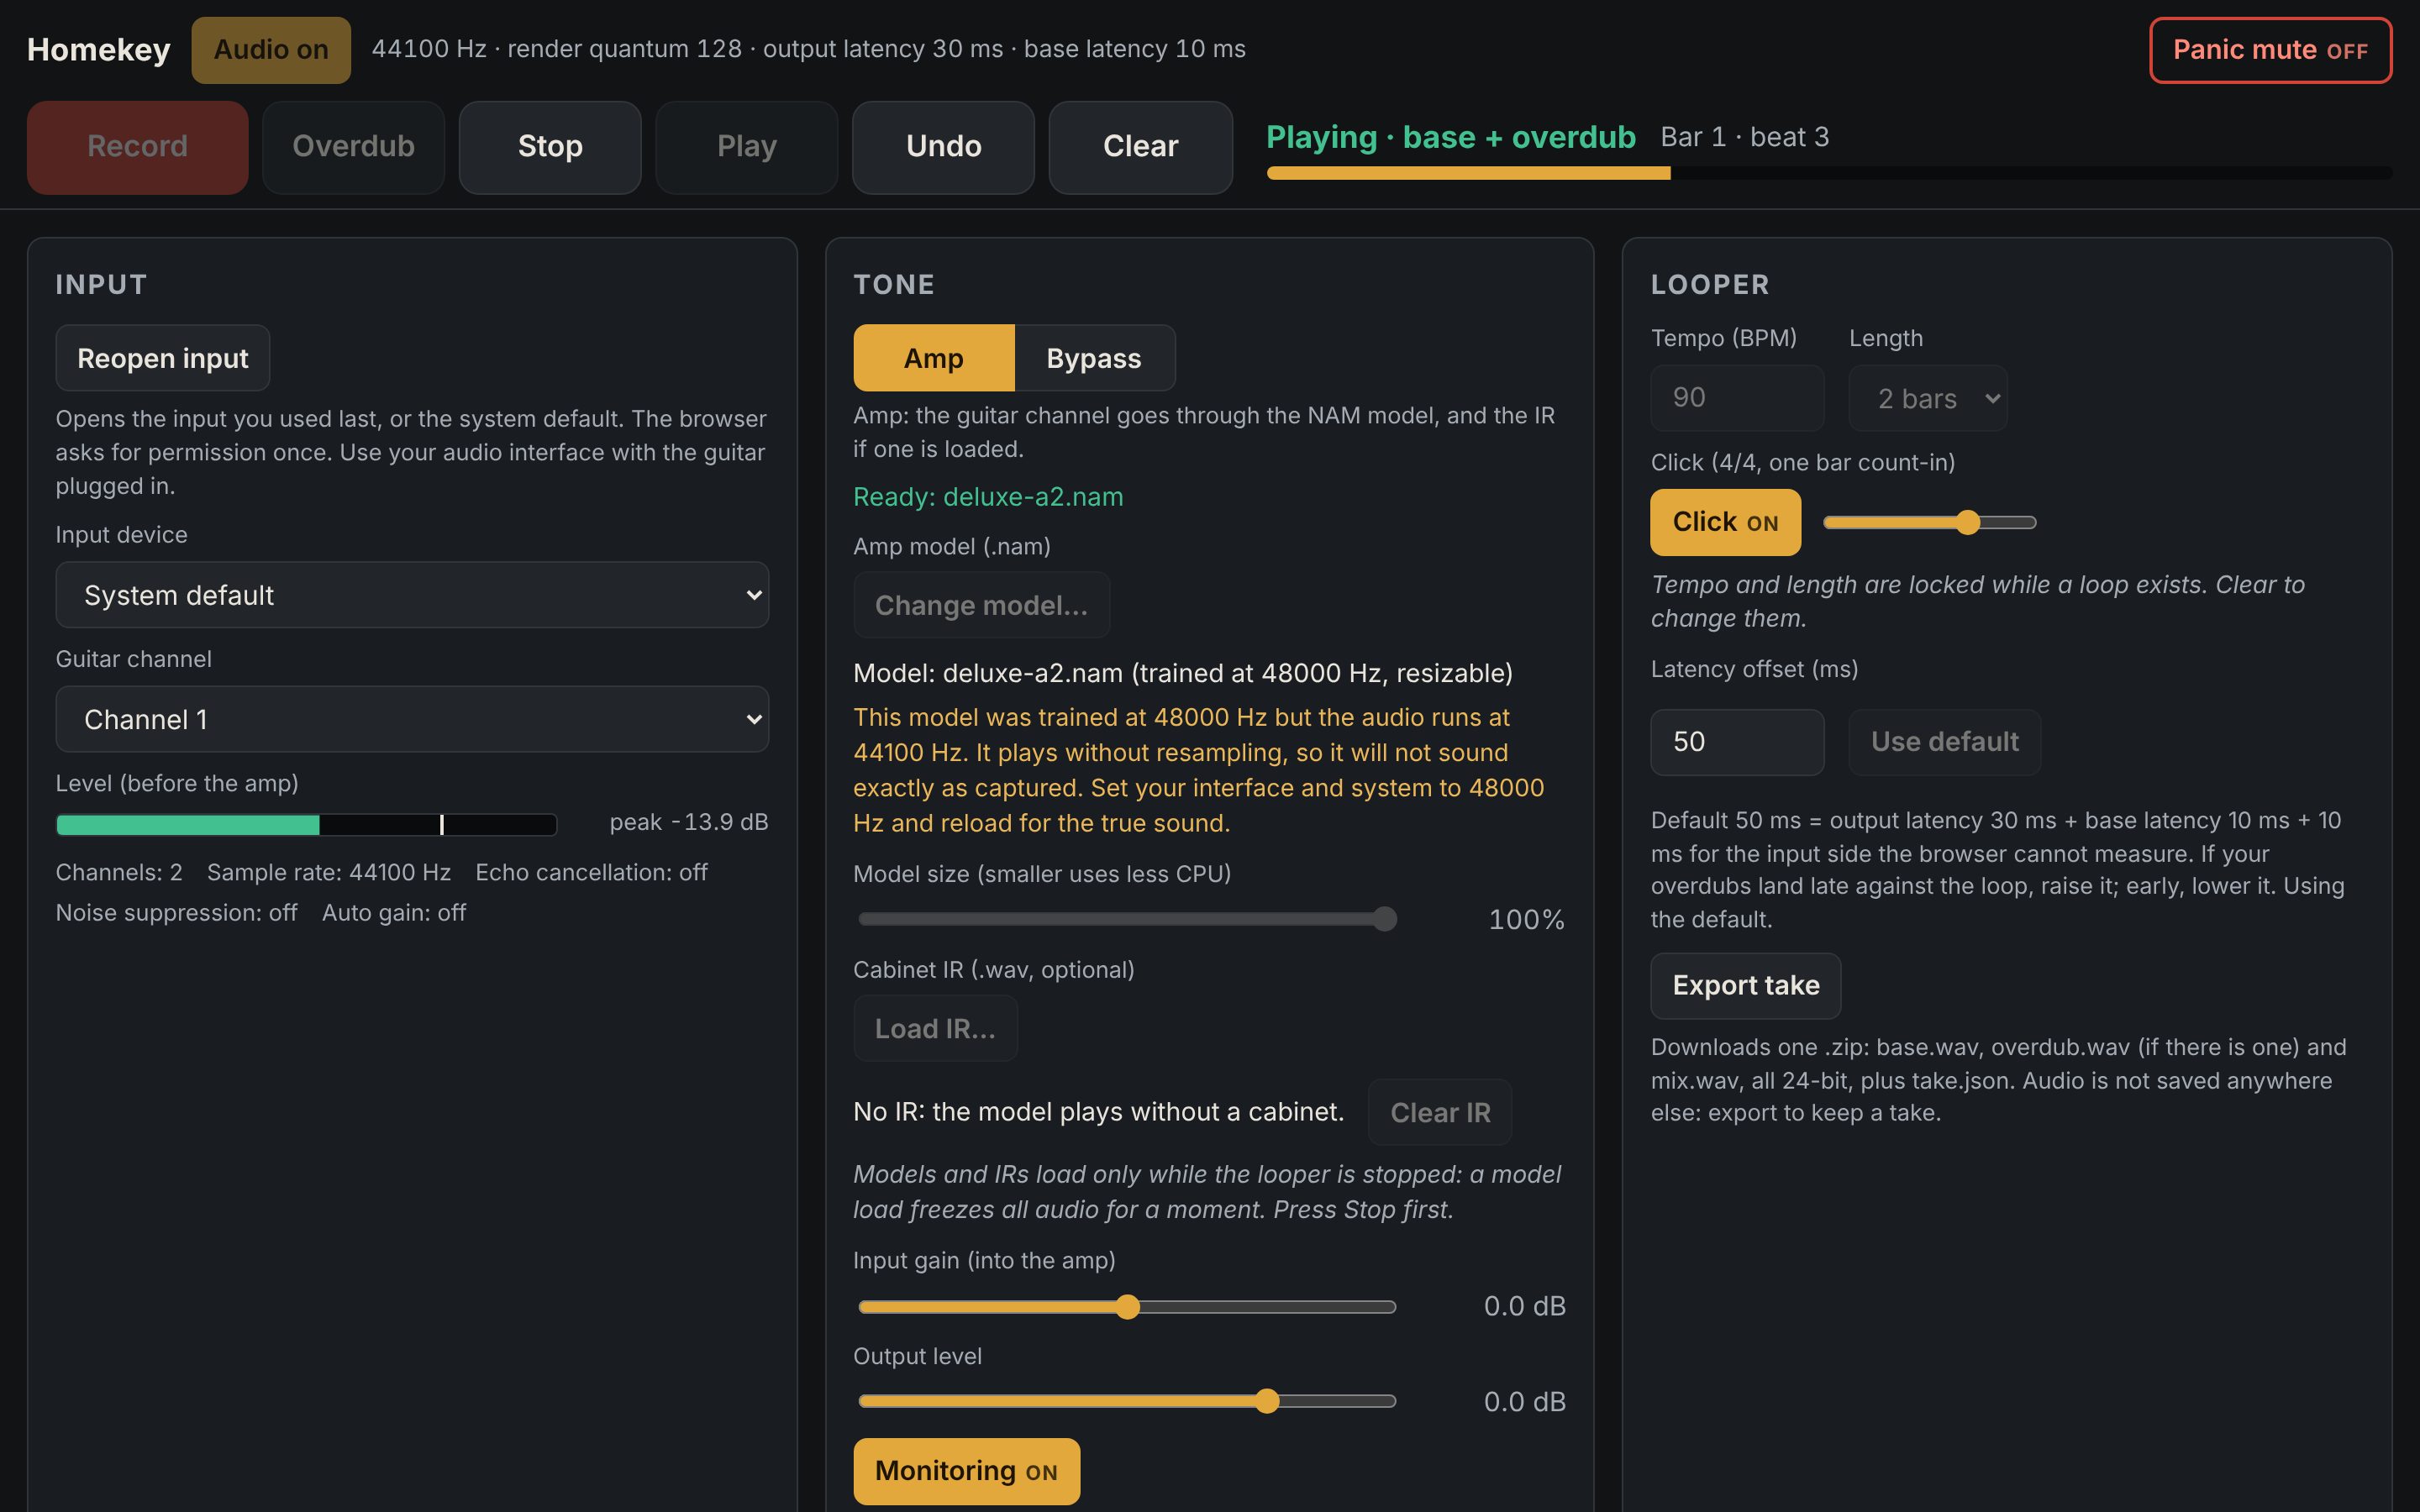 Homekey
Audio on
44100 Hz · render quantum 128 · output latency 30 ms · base latency 10 ms
Panic mute OFF
Record
Overdub
Stop
Play
Undo
Clear
Playing · base + overdub
Bar 1 · beat 3
INPUT
Reopen input
Opens the input you used last, or the system default. The browser
asks for permission once. Use your audio interface with the guitar
plugged in.
Input device
System default
Guitar channel
Channel 1
Level (before the amp)
peak -13.9 dB
Channels: 2 Sample rate: 44100 Hz Echo cancellation: off
Noise suppression: off Auto gain: off
TONE
Amp
Bypass
Amp: the guitar channel goes through the NAM model, and the IR
if one is loaded.
Ready: deluxe-a2.nam
Amp model (.nam)
Change model...
Model: deluxe-a2.nam (trained at 48000 Hz, resizable)
This model was trained at 48000 Hz but the audio runs at
44100 Hz. It plays without resampling, so it will not sound
exactly as captured. Set your interface and system to 48000
Hz and reload for the true sound.
Model size (smaller uses less CPU)
100%
Cabinet IR (.wav, optional)
Load IR...
No IR: the model plays without a cabinet.
Clear IR
Models and IRs load only while the looper is stopped: a model
load freezes all audio for a moment. Press Stop first.
Input gain (into the amp)
0.0 dB
Output level
0.0 dB
Monitoring ON
LOOPER
Tempo (BPM)
Length
90
2 bars
Click (4/4, one bar count-in)
Click ON
Tempo and length are locked while a loop exists. Clear to
change them.
Latency offset (ms)
50
Use default
Default 50 ms = output latency 30 ms + base latency 10 ms + 10
ms for the input side the browser cannot measure. If your
overdubs land late against the loop, raise it; early, lower it. Using
the default.
Export take
Downloads one .zip: base.wav, overdub.wav (if there is one) and
mix.wav, all 24-bit, plus take.json. Audio is not saved anywhere
else: export to keep a take.